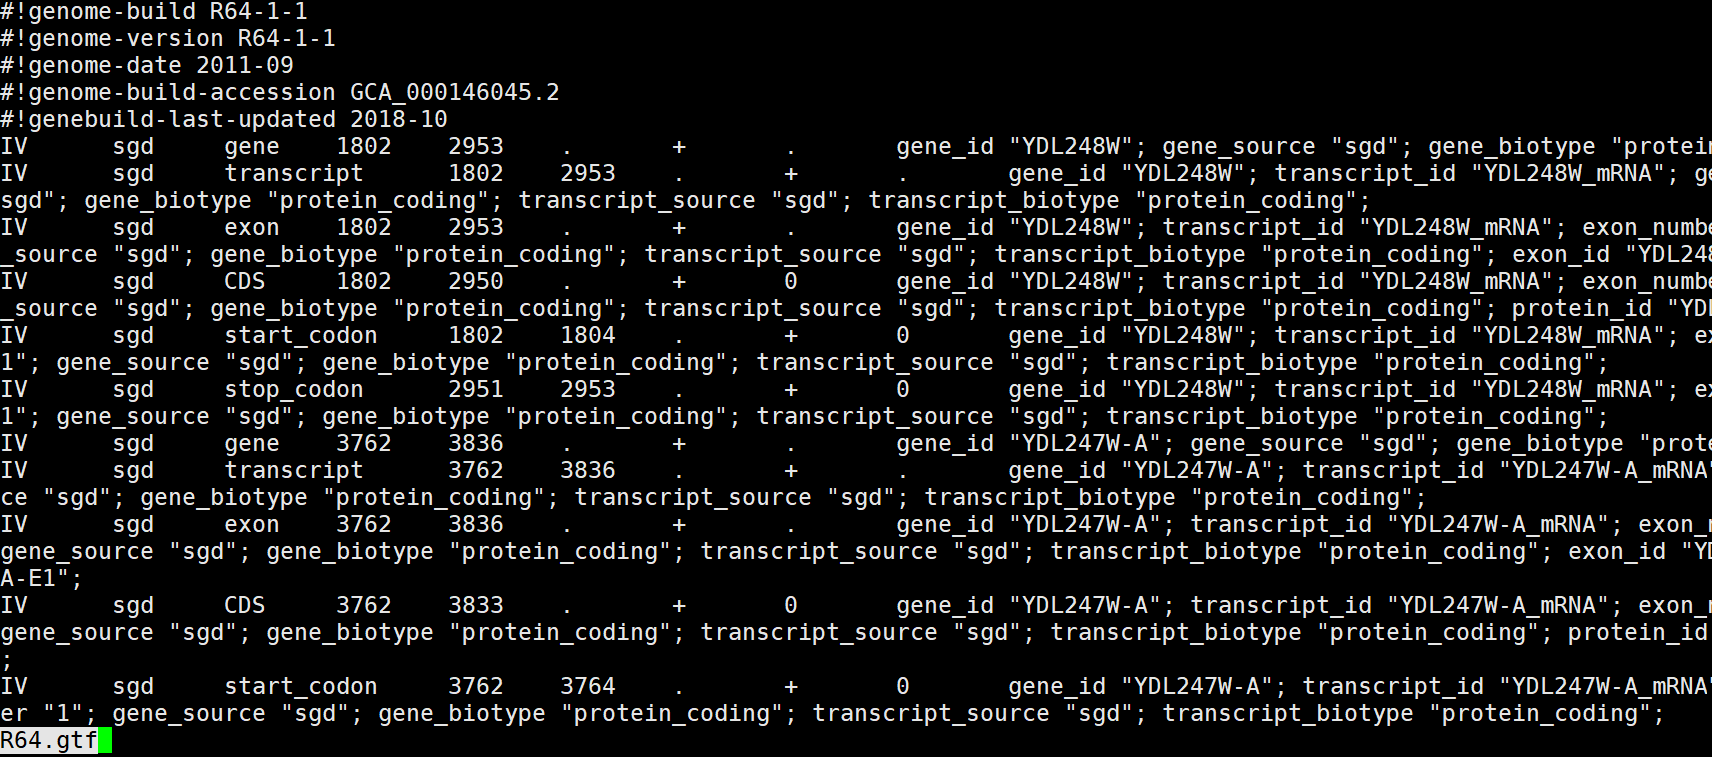 #!genome-build R64-1-1
#!genome-version R64-1-1
#!genome-date 2011-09
#!genome-build-accession GCA_000146045.2
#!genebuild-last-updated 2018-10
IV sgd gene 1802 2953 . + . gene_id "YDL248W"; gene_source "sgd"; gene_biotype "protein
IV sgd transcript 1802 2953 . + . gene_id "YDL248W"; transcript_id "YDL248W_mRNA"; ge
sgd"; gene_biotype "protein_coding"; transcript_source "sgd"; transcript_biotype "protein_coding";
IV sgd exon 1802 2953 . + . gene_id "YDL248W"; transcript_id "YDL248W_mRNA"; exon_numbe
_source "sgd"; gene_biotype "protein_coding"; transcript_source "sgd"; transcript_biotype "protein_coding"; exon_id "YDL248
IV sgd CDS 1802 2950 . + 0 gene_id "YDL248W"; transcript_id "YDL248W_mRNA"; exon_numbe
_source "sgd"; gene_biotype "protein_coding"; transcript_source "sgd"; transcript_biotype "protein_coding"; protein_id "YDL
IV sgd start_codon 1802 1804 . + 0 gene_id "YDL248W"; transcript_id "YDL248W_mRNA"; ex
1"; gene_source "sgd"; gene_biotype "protein_coding"; transcript_source "sgd"; transcript_biotype "protein_coding";
IV sgd stop_codon 2951 2953 . + 0 gene_id "YDL248W"; transcript_id "YDL248W_mRNA"; ex
1"; gene_source "sgd"; gene_biotype "protein_coding"; transcript_source "sgd"; transcript_biotype "protein_coding";
IV sgd gene 3762 3836 . + . gene_id "YDL247W-A"; gene_source "sgd"; gene_biotype "prote
IV sgd transcript 3762 3836 . + . gene_id "YDL247W-A"; transcript_id "YDL247W-A_mRNA"
ce "sgd"; gene_biotype "protein_coding"; transcript_source "sgd"; transcript_biotype "protein_coding";
IV sgd exon 3762 3836 . + . gene_id "YDL247W-A"; transcript_id "YDL247W-A_mRNA"; exon_n
gene_source "sgd"; gene_biotype "protein_coding"; transcript_source "sgd"; transcript_biotype "protein_coding"; exon_id "YD
A-E1";
IV sgd CDS 3762 3833 . + 0 gene_id "YDL247W-A"; transcript_id "YDL247W-A_mRNA"; exon_n
gene_source "sgd"; gene_biotype "protein_coding"; transcript_source "sgd"; transcript_biotype "protein_coding"; protein_id
;
IV sgd start_codon 3762 3764 . + 0 gene_id "YDL247W-A"; transcript_id "YDL247W-A_mRNA"
er "1"; gene_source "sgd"; gene_biotype "protein_coding"; transcript_source "sgd"; transcript_biotype "protein_coding";
R64.gtf